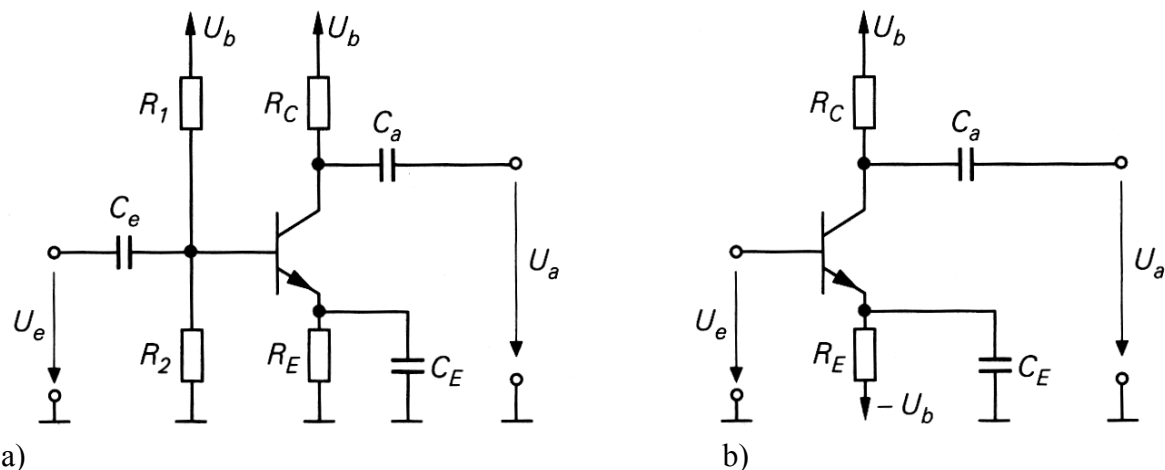 U_b U_b U_b
R_1 R_C R_C
C_a C_a
C_e
U_a U_a
U_e U_e
R_2 R_E C_E R_E C_E
– U_b
a) b)